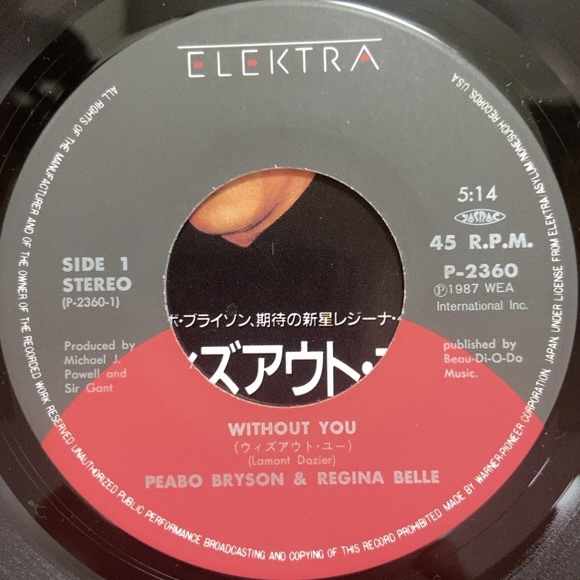 ELEKTRA
5:14
JASRAC
45 R.P.M.
P-2360
Ⓟ1987 WEA
International Inc.
SIDE 1
STEREO
(P-2360-1)
・ブライソン、期待の新星レジーナ・
ズアウト・
Produced by
Michael J.
Powell and
Sir Gant
published by
Beau-Di-O-Do
Music.
WITHOUT YOU
(ウィズアウト・ユー)
(Lamont Dozier)
PEABO BRYSON & REGINA BELLE
ALL RIGHTS OF THE MANUFACTURER AND OF THE OWNER OF THE RECORDED WORK RESERVED UNAUTHORIZED PUBLIC PERFORMANCE BROADCASTING AND COPYING OF THIS RECORD PROHIBITED MADE BY WARNER-PIONEER CORPORATION, JAPAN, UNDER LICENSE FROM ELEKTRA ASYLUM NONESUCH RECORDS U.S.A.